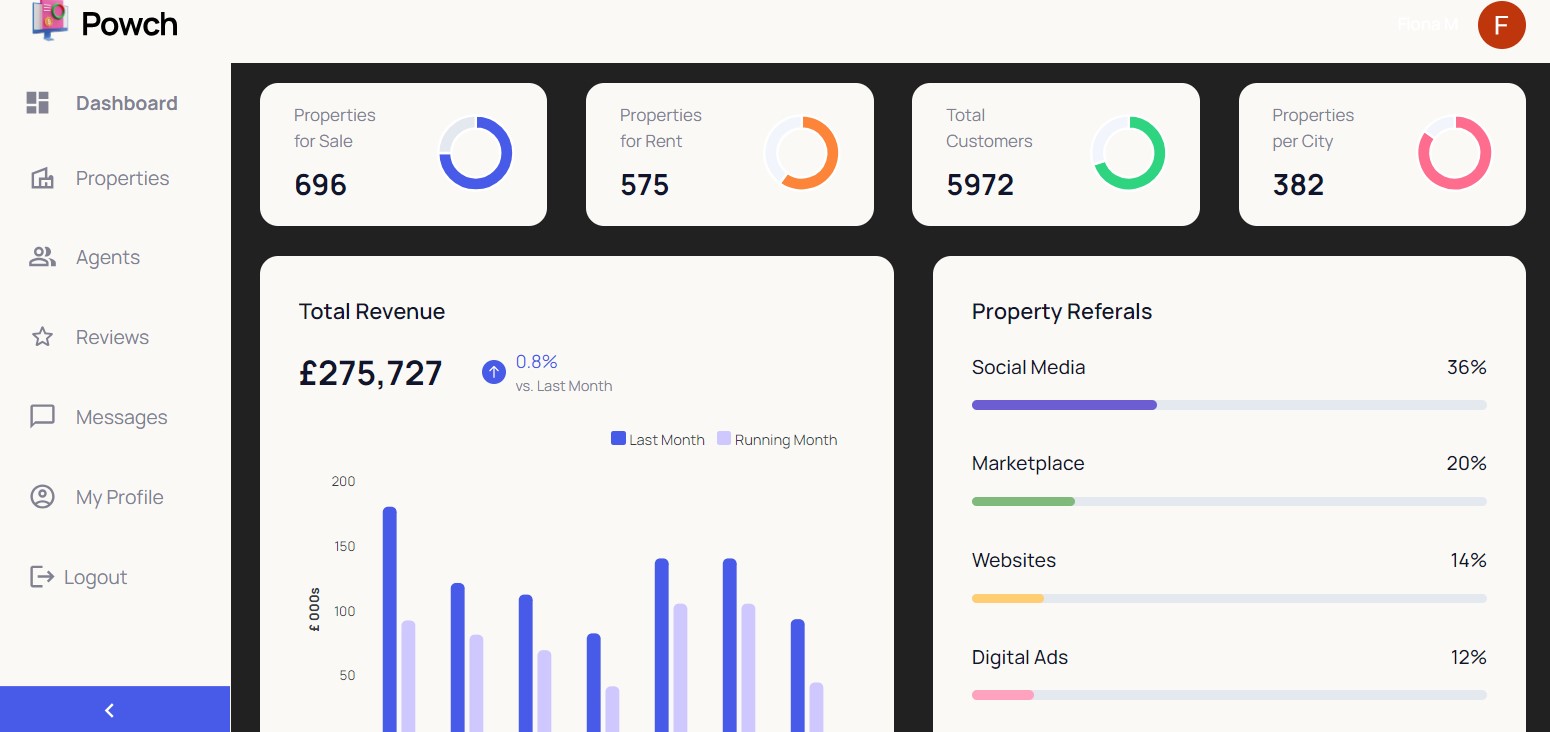 Powch
Fiona M
F
Dashboard
Properties
Agents
Reviews
Messages
My Profile
Logout
Properties
for Sale
696
Properties
for Rent
575
Total
Customers
5972
Properties
per City
382
Total Revenue
£275,727
0.8%
vs. Last Month
Last Month
Running Month
200
150
100
50
£ 000s
Property Referals
Social Media
36%
Marketplace
20%
Websites
14%
Digital Ads
12%